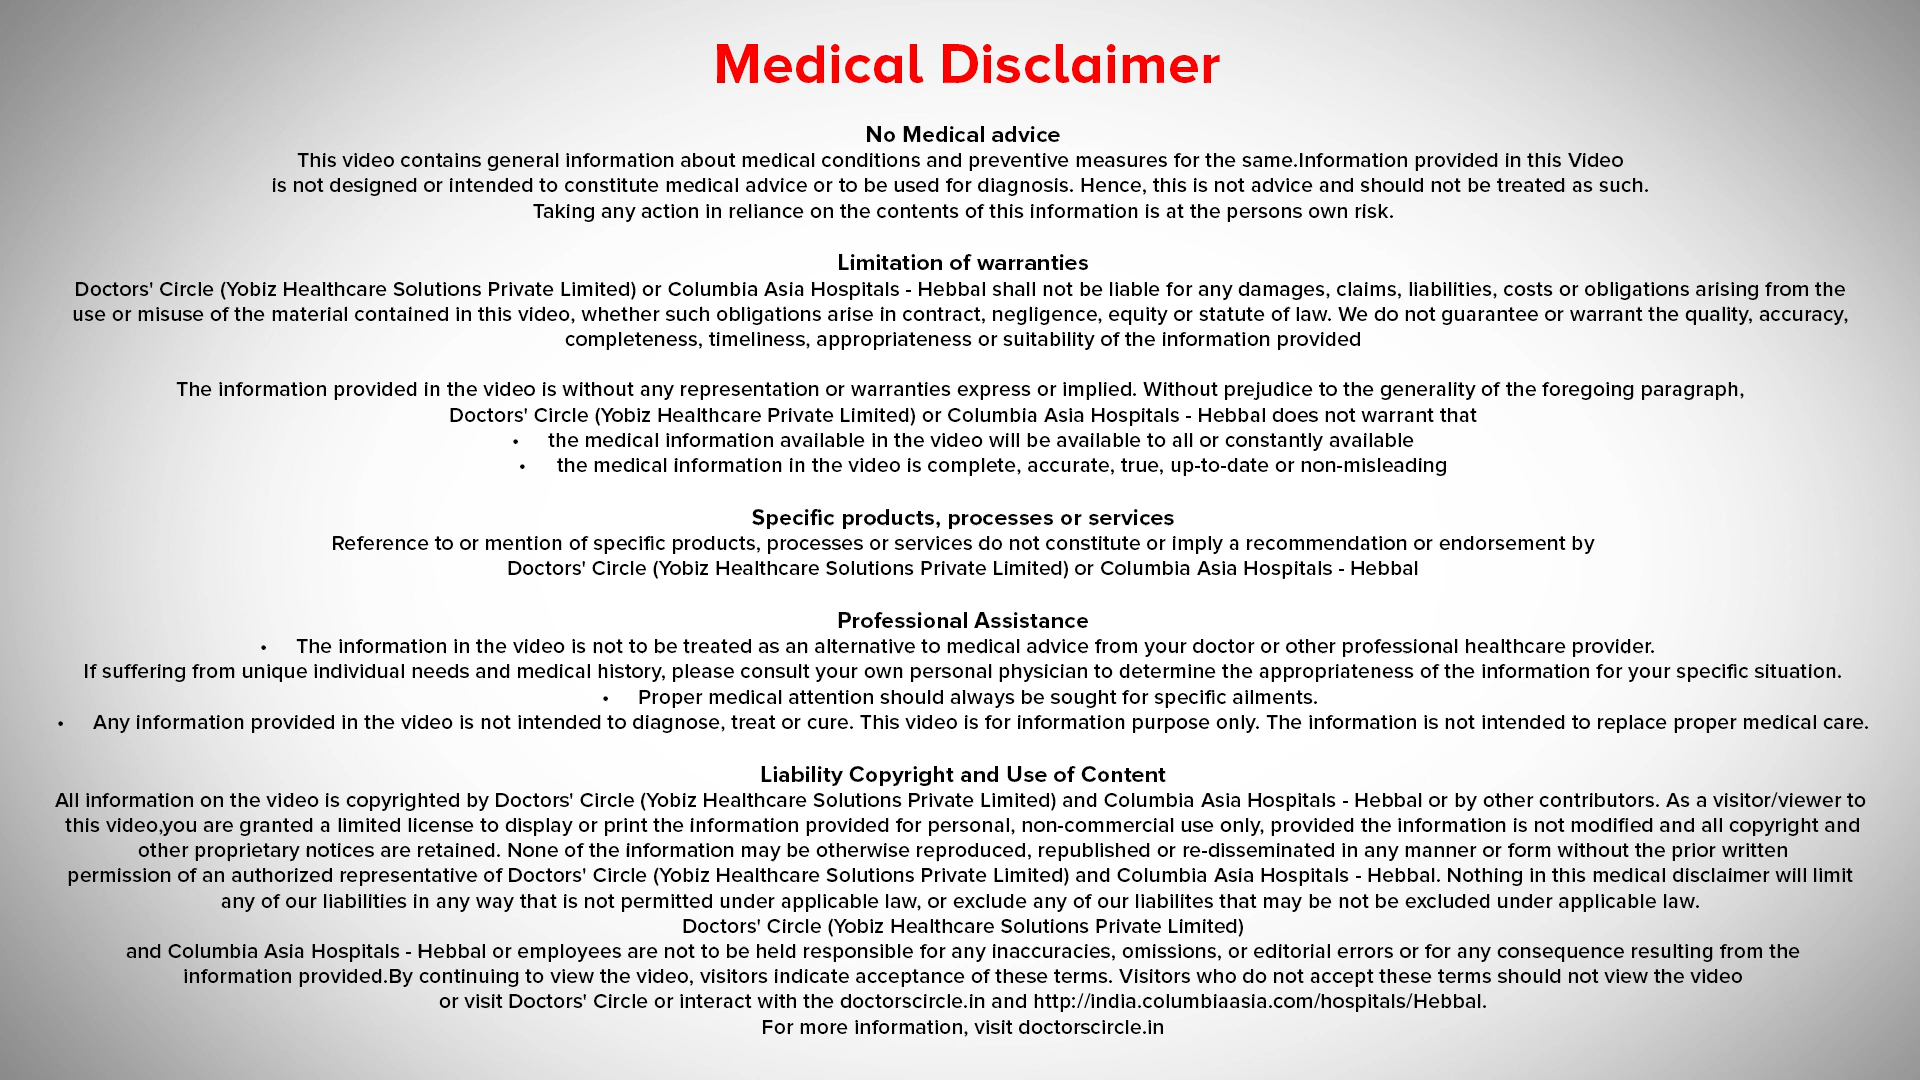 Medical Disclaimer
No Medical advice
This video contains general information about medical conditions and preventive measures for the same.Information provided in this Video
is not designed or intended to constitute medical advice or to be used for diagnosis. Hence, this is not advice and should not be treated as such.
Taking any action in reliance on the contents of this information is at the persons own risk.
Limitation of warranties
Doctors' Circle (Yobiz Healthcare Solutions Private Limited) or Columbia Asia Hospitals - Hebbal shall not be liable for any damages, claims, liabilities, costs or obligations arising from the
use or misuse of the material contained in this video, whether such obligations arise in contract, negligence, equity or statute of law. We do not guarantee or warrant the quality, accuracy,
completeness, timeliness, appropriateness or suitability of the information provided
The information provided in the video is without any representation or warranties express or implied. Without prejudice to the generality of the foregoing paragraph,
Doctors' Circle (Yobiz Healthcare Private Limited) or Columbia Asia Hospitals - Hebbal does not warrant that
• the medical information available in the video will be available to all or constantly available
• the medical information in the video is complete, accurate, true, up-to-date or non-misleading
Specific products, processes or services
Reference to or mention of specific products, processes or services do not constitute or imply a recommendation or endorsement by
Doctors' Circle (Yobiz Healthcare Solutions Private Limited) or Columbia Asia Hospitals - Hebbal
Professional Assistance
• The information in the video is not to be treated as an alternative to medical advice from your doctor or other professional healthcare provider.
If suffering from unique individual needs and medical history, please consult your own personal physician to determine the appropriateness of the information for your specific situation.
• Proper medical attention should always be sought for specific ailments.
• Any information provided in the video is not intended to diagnose, treat or cure. This video is for information purpose only. The information is not intended to replace proper medical care.
Liability Copyright and Use of Content
All information on the video is copyrighted by Doctors' Circle (Yobiz Healthcare Solutions Private Limited) and Columbia Asia Hospitals - Hebbal or by other contributors. As a visitor/viewer to
this video,you are granted a limited license to display or print the information provided for personal, non-commercial use only, provided the information is not modified and all copyright and
other proprietary notices are retained. None of the information may be otherwise reproduced, republished or re-disseminated in any manner or form without the prior written
permission of an authorized representative of Doctors' Circle (Yobiz Healthcare Solutions Private Limited) and Columbia Asia Hospitals - Hebbal. Nothing in this medical disclaimer will limit
any of our liabilities in any way that is not permitted under applicable law, or exclude any of our liabilites that may be not be excluded under applicable law.
Doctors' Circle (Yobiz Healthcare Solutions Private Limited)
and Columbia Asia Hospitals - Hebbal or employees are not to be held responsible for any inaccuracies, omissions, or editorial errors or for any consequence resulting from the
information provided.By continuing to view the video, visitors indicate acceptance of these terms. Visitors who do not accept these terms should not view the video
or visit Doctors' Circle or interact with the doctorscircle.in and http://india.columbiaasia.com/hospitals/Hebbal.
For more information, visit doctorscircle.in